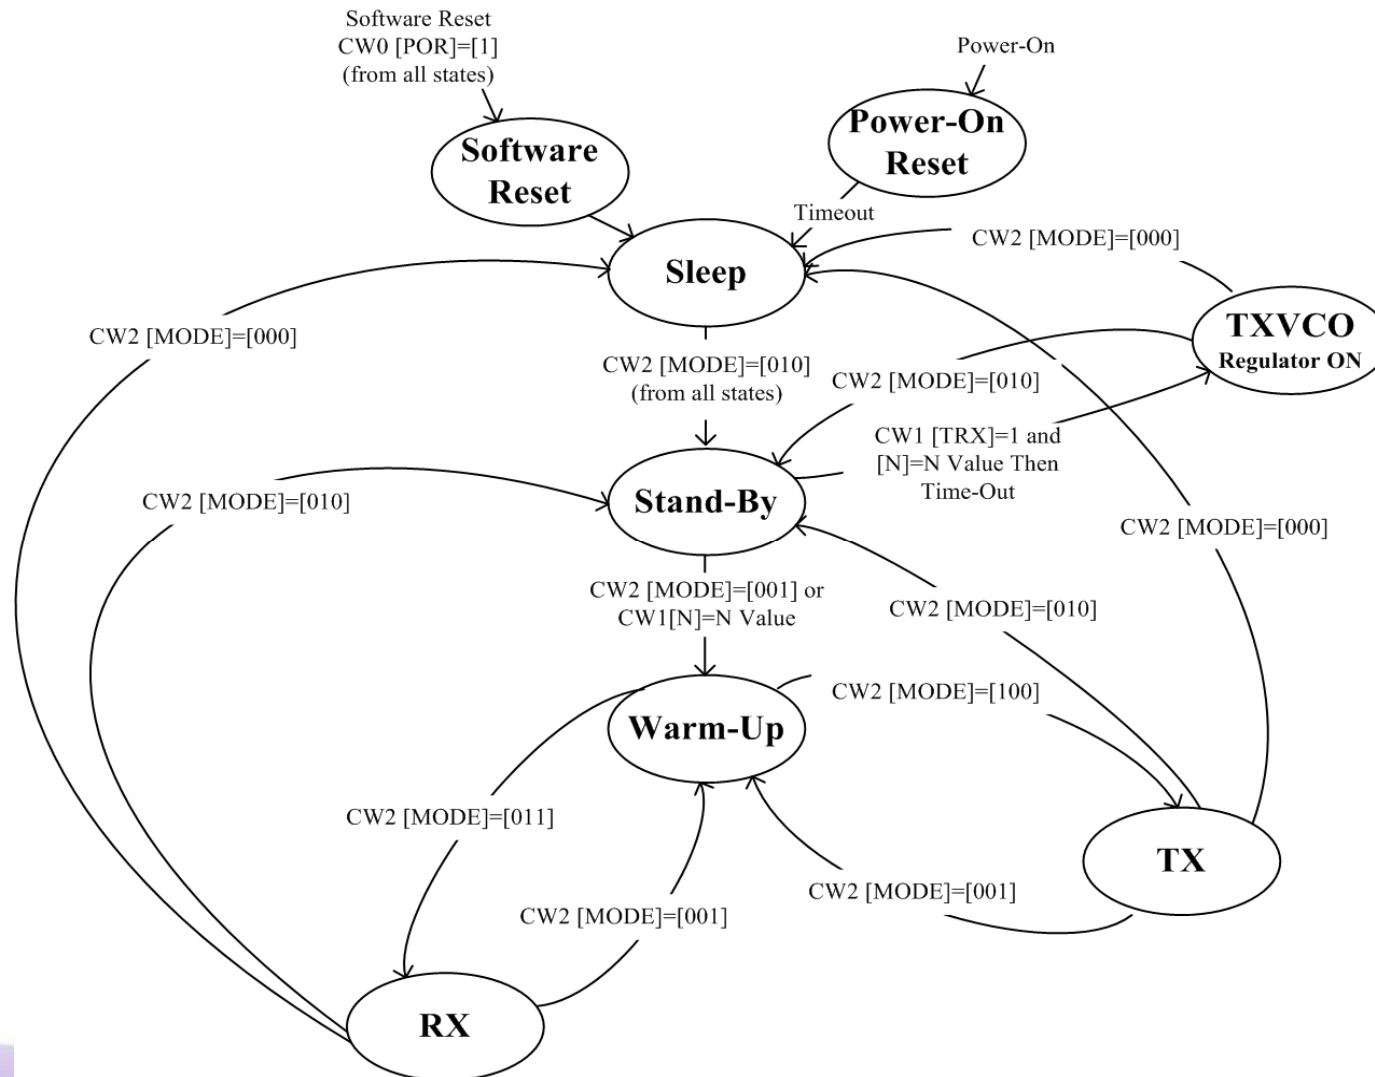 Software Reset
CW0 [POR]=[1]
(from all states)
Power-On
Power-On
Reset
Software
Reset
Timeout
CW2 [MODE]=[000]
Sleep
TXVCO
Regulator ON
CW2 [MODE]=[000]
CW2 [MODE]=[010]
(from all states)
CW2 [MODE]=[010]
CW1 [TRX]=1 and
[N]=N Value Then
Time-Out
CW2 [MODE]=[010]
Stand-By
CW2 [MODE]=[000]
CW2 [MODE]=[001] or
CW1[N]=N Value
CW2 [MODE]=[010]
CW2 [MODE]=[100]
Warm-Up
CW2 [MODE]=[011]
TX
CW2 [MODE]=[001]
CW2 [MODE]=[001]
RX